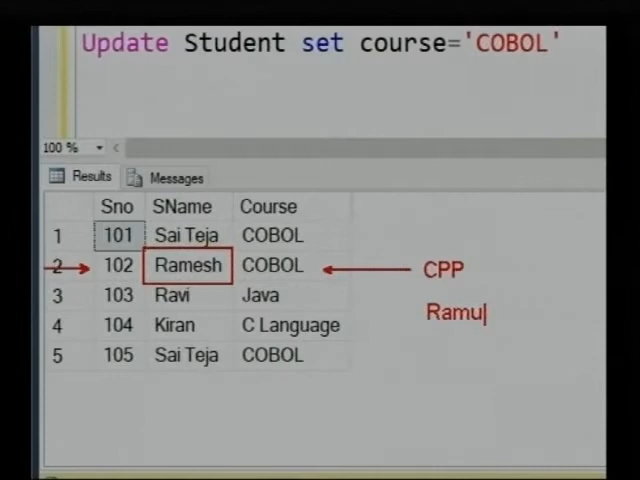 Update Student set course='COBOL'
100 %
Results Messages
Sno SName Course
1 101 Sai Teja COBOL
2 102 Ramesh COBOL CPP
3 103 Ravi Java Ramu
4 104 Kiran C Language
5 105 Sai Teja COBOL